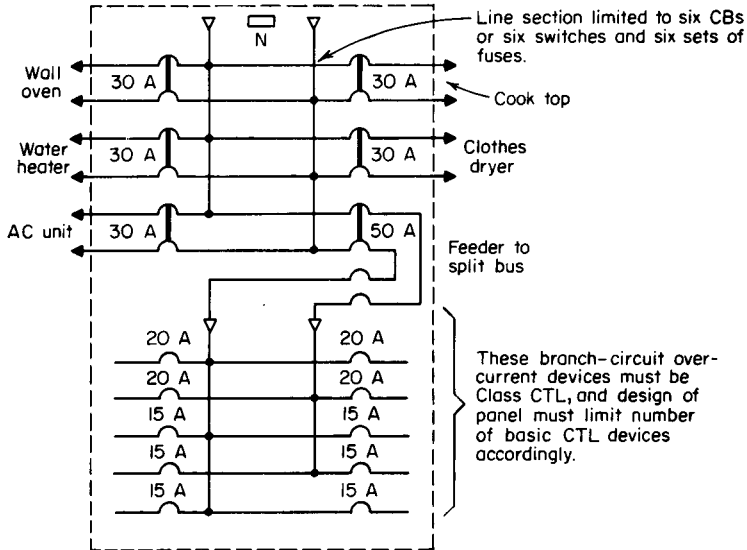 N
Line section limited to six CBs
or six switches and six sets of
fuses.
Wall
oven
30 A
30 A
Cook top
Water
heater
30 A
30 A
Clothes
dryer
AC unit
30 A
50 A
Feeder to
split bus
20 A
20 A
20 A
20 A
15 A
15 A
15 A
15 A
15 A
15 A
These branch-circuit over-
current devices must be
Class CTL, and design of
panel must limit number
of basic CTL devices
accordingly.